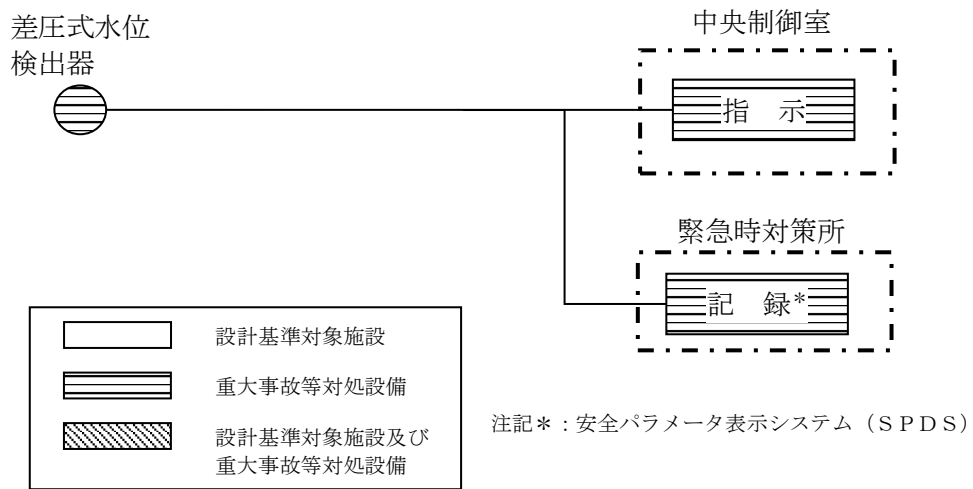 差圧式水位
検出器
中央制御室
指　示
緊急時対策所
記　録*
設計基準対象施設
重大事故等対処設備
設計基準対象施設及び
重大事故等対処設備
注記＊：安全パラメータ表示システム（ＳＰＤＳ）